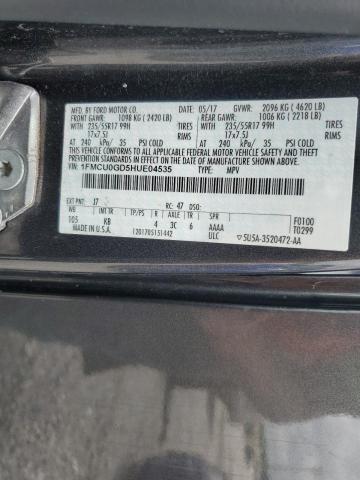 MFD. BY FORD MOTOR CO. 05/17 GVWR: 2096 KG ( 4620 LB)
FRONT GAWR: 1098 KG ( 2420 LB) REAR GAWR: 1006 KG ( 2218 LB)
WITH TIRES WITH TIRES
235/55R17 99H 235/55R17 99H
17x7.5J RIMS 17x7.5J RIMS
AT 240 kPa/ 35 PSI COLD AT 240 kPa/ 35 PSI COLD
THIS VEHICLE CONFORMS TO ALL APPLICABLE FEDERAL MOTOR VEHICLE SAFETY AND THEFT PREVENTION STANDARDS IN EFFECT ON THE DATE OF MANUFACTURE SHOWN ABOVE.
VIN: 1FMCU0GD5HUE04535 TYPE: MPV
EXT PNT: J7 RC: 47 DSO:
WB INT TR TP/PS R AXLE TR SPR F0100
105 KB 4 3C 6 AAAA T0299
MADE IN U.S.A. 1201705151442 ULC 5U5A-3520472-AA